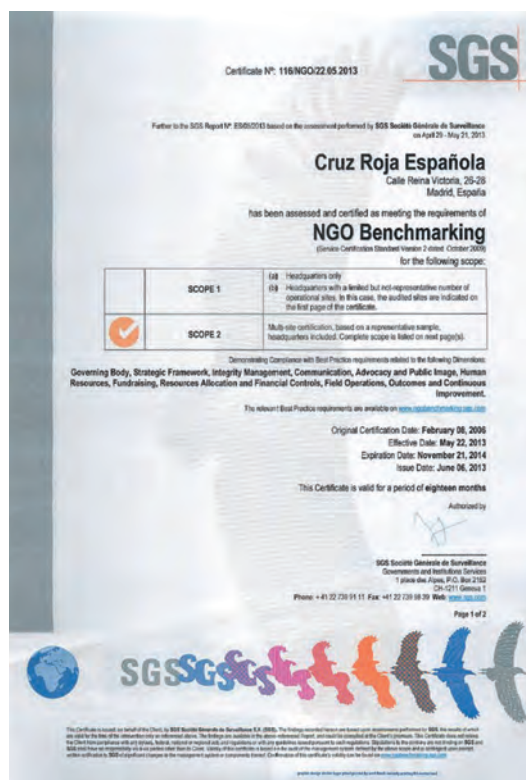 SGS
Certificate Nº: 116/NGO/22.05.2013
Further to the SGS Report Nº. based on the assessment performed by SGS Société Générale de Surveillance
on April 29 - May 21, 2013
Cruz Roja Española
Calle Reina Victoria, 26-28
Madrid, España
has been assessed and certified as meeting the requirements of
NGO Benchmarking
(Service Certification Standard Version 2 dated October 2009)
for the following scope:
SCOPE 1
(a) Headquarters only
(b) Headquarters with a limited but not-representative number of
operational sites. In this case, the audited sites are indicated on
the first page of the certificate.
SCOPE 2
Multi-site certification, based on a representative sample,
headquarters included. Complete scope is listed on next page(s).
Demonstrating Compliance with Best Practice requirements related to the following Dimensions:
Governing Body, Strategic Framework, Integrity Management, Communication, Advocacy and Public Image, Human
Resources, Fundraising, Resources Allocation and Financial Controls, Field Operations, Outcomes and Continuous
Improvement.
The relevant Best Practice requirements are available on www.ngobenchmarking.sgs.com
Original Certification Date: February 08, 2006
Effective Date: May 22, 2013
Expiration Date: November 21, 2014
Issue Date: June 06, 2013
This Certificate is valid for a period of eighteen months
Authorized by
SGS Société Générale de Surveillance
Governments and Institutions Services
1 place des Alpes, P.O. Box 2152
CH-1211 Geneva 1
Phone: +41 22 739 91 11 Fax: +41 22 739 98 39 Web: www.sgs.com
Page 1 of 2
SGSSGSSGS